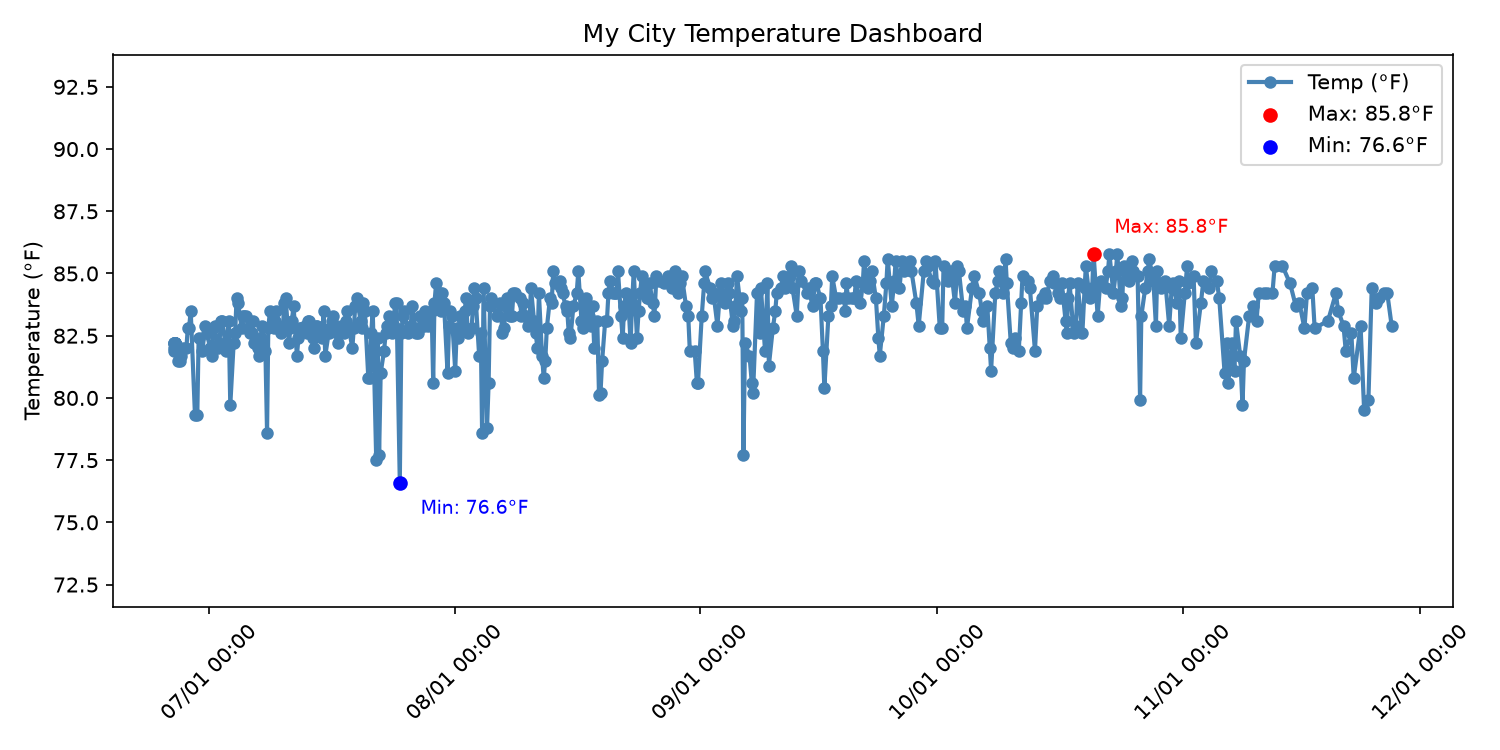 My City Temperature Dashboard
Temp (°F)
Max: 85.8°F
Min: 76.6°F
Temperature (°F)
92.5
90.0
87.5
85.0
82.5
80.0
77.5
75.0
72.5
Max: 85.8°F
Min: 76.6°F
07/01 00:00
08/01 00:00
09/01 00:00
10/01 00:00
11/01 00:00
12/01 00:00